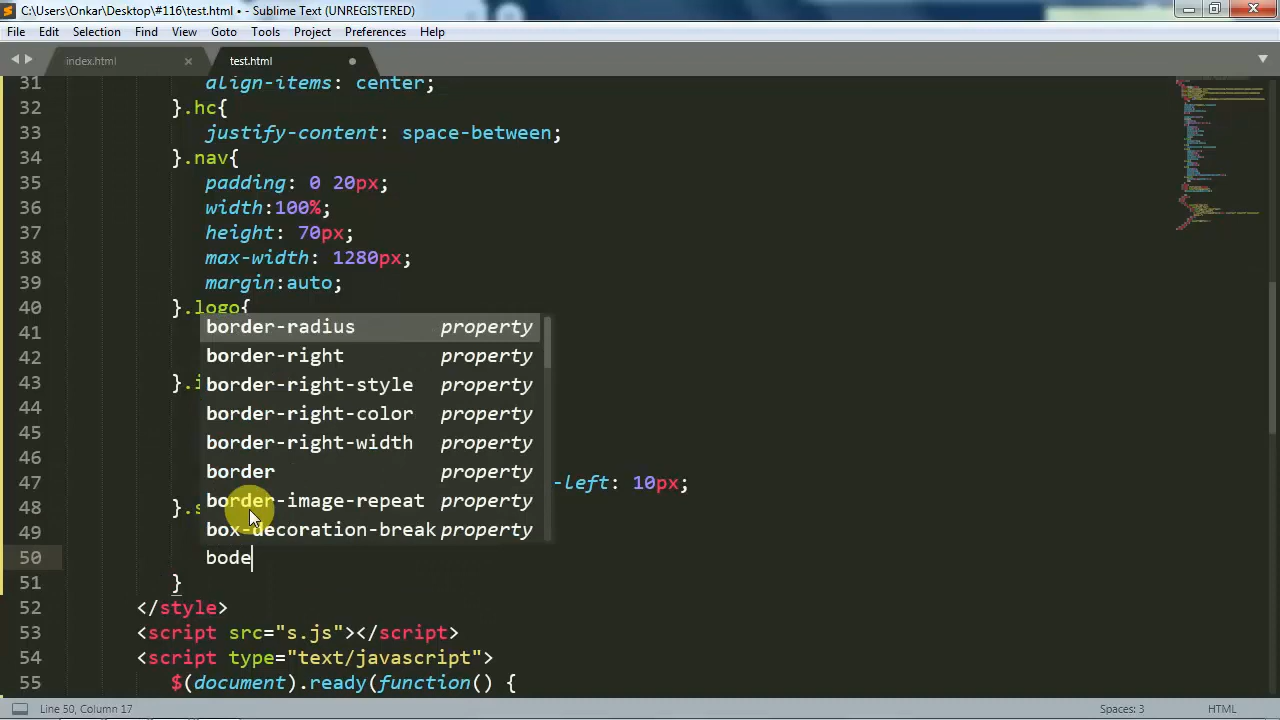 C:\Users\Onkar\Desktop\#116\test.html • - Sublime Text (UNREGISTERED)
File Edit Selection Find View Goto Tools Project Preferences Help
index.html × test.html
31 align-items: center;
32 }.hc{
33 justify-content: space-between;
34 }.nav{
35 padding: 0 20px;
36 width:100%;
37 height: 70px;
38 max-width: 1280px;
39 margin:auto;
40 }.logo{
41
42
43 }.i
44
45
46
47 -left: 10px;
48 }.s
49
border-radius property
border-right property
border-right-style property
border-right-color property
border-right-width property
border property
border-image-repeat property
box-decoration-break property
50 bode
51 }
52 </style>
53 <script src="s.js"></script>
54 <script type="text/javascript">
55 $(document).ready(function() {
Line 50, Column 17 Spaces: 3 HTML